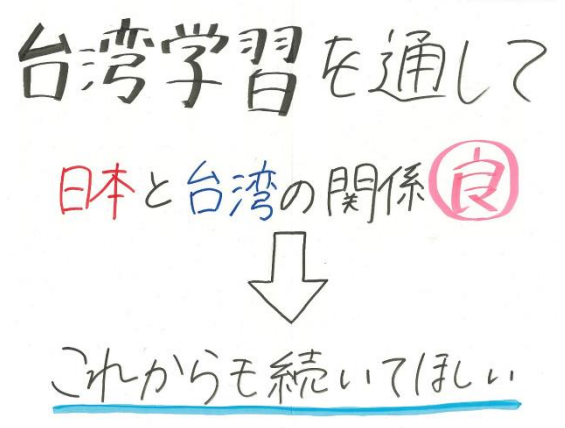 台湾学習を通して
日本と台湾の関係良
これからも続いてほしい